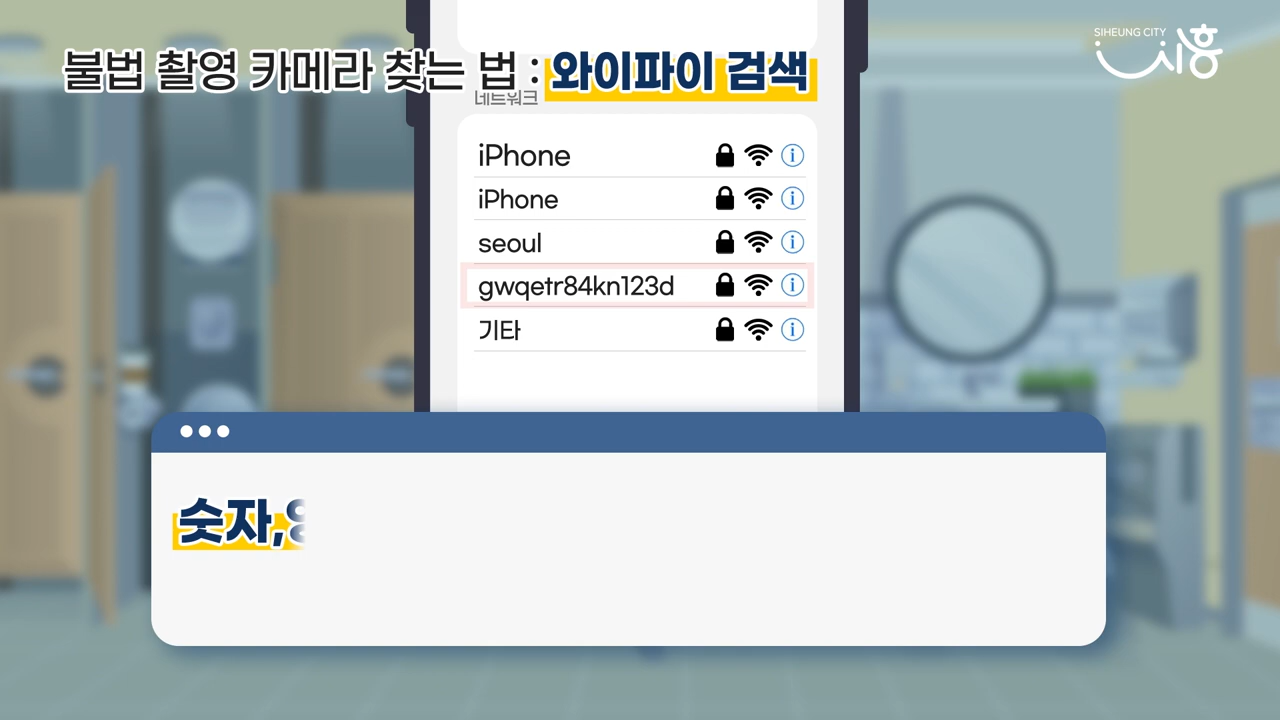 SIHEUNG CITY
시흥
불법 촬영 카메라 찾는 법 : 와이파이 검색
네트워크
iPhone
iPhone
seoul
gwqetr84kn123d
기타
숫자,